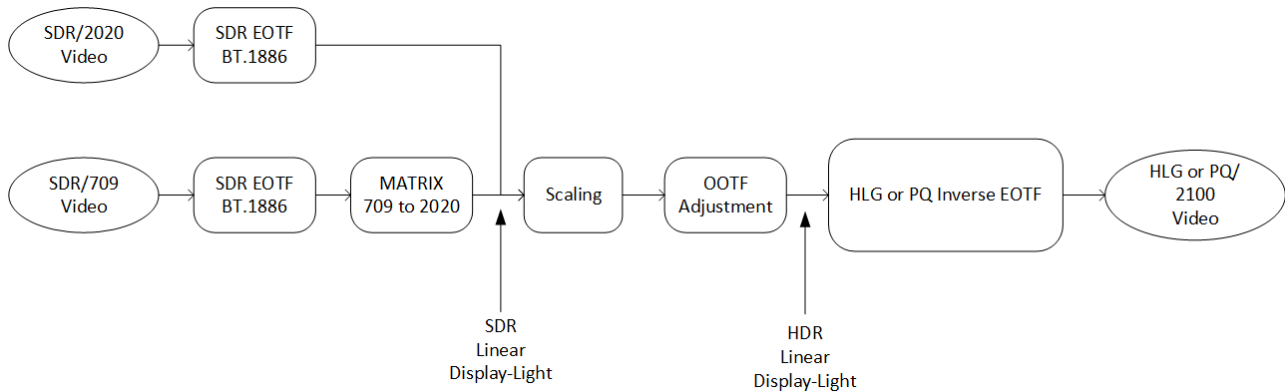 SDR/2020
Video
SDR EOTF
BT.1886
SDR/709
Video
SDR EOTF
BT.1886
MATRIX
709 to 2020
Scaling
OOTF
Adjustment
HLG or PQ Inverse EOTF
HLG or PQ/
2100
Video
SDR
Linear
Display-Light
HDR
Linear
Display-Light